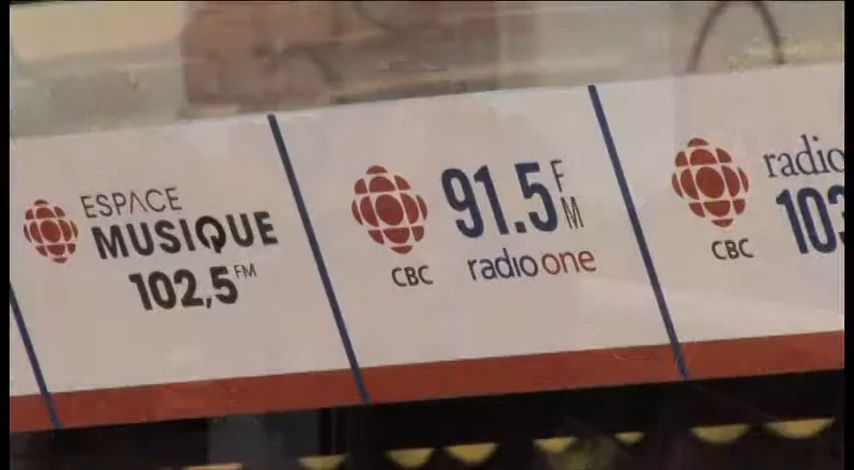 ESPACE
MUSIQUE
102,5 FM
91.5 FM
CBC radio one
radio
CBC